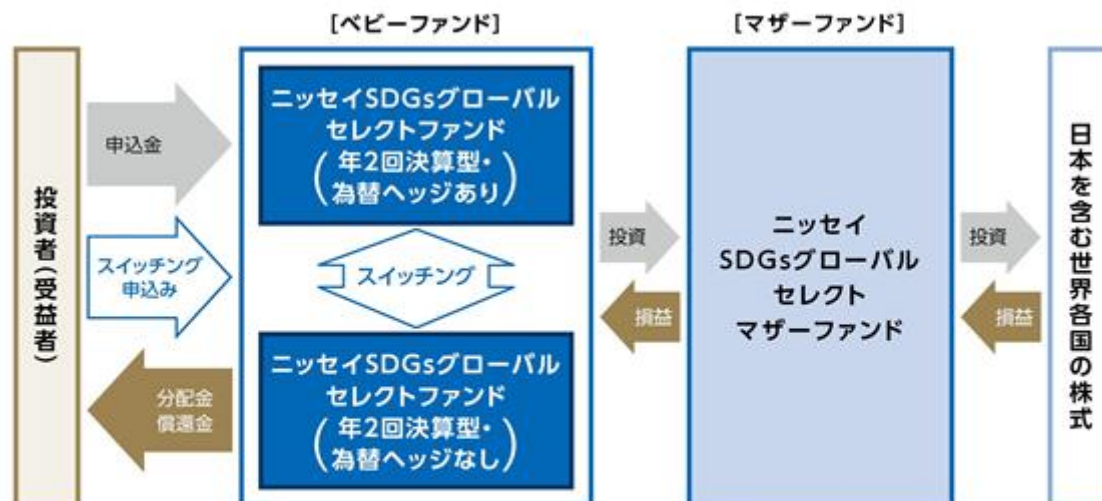 [ベビーファンド]
[マザーファンド]
投資者(受益者)
申込金
スイッチング
申込み
分配金
償還金
ニッセイSDGsグローバル
セレクトファンド
(年2回決算型・
為替ヘッジあり)
スイッチング
ニッセイSDGsグローバル
セレクトファンド
(年2回決算型・
為替ヘッジなし)
投資
損益
ニッセイ
SDGsグローバル
セレクト
マザーファンド
投資
損益
日本を含む世界各国の株式